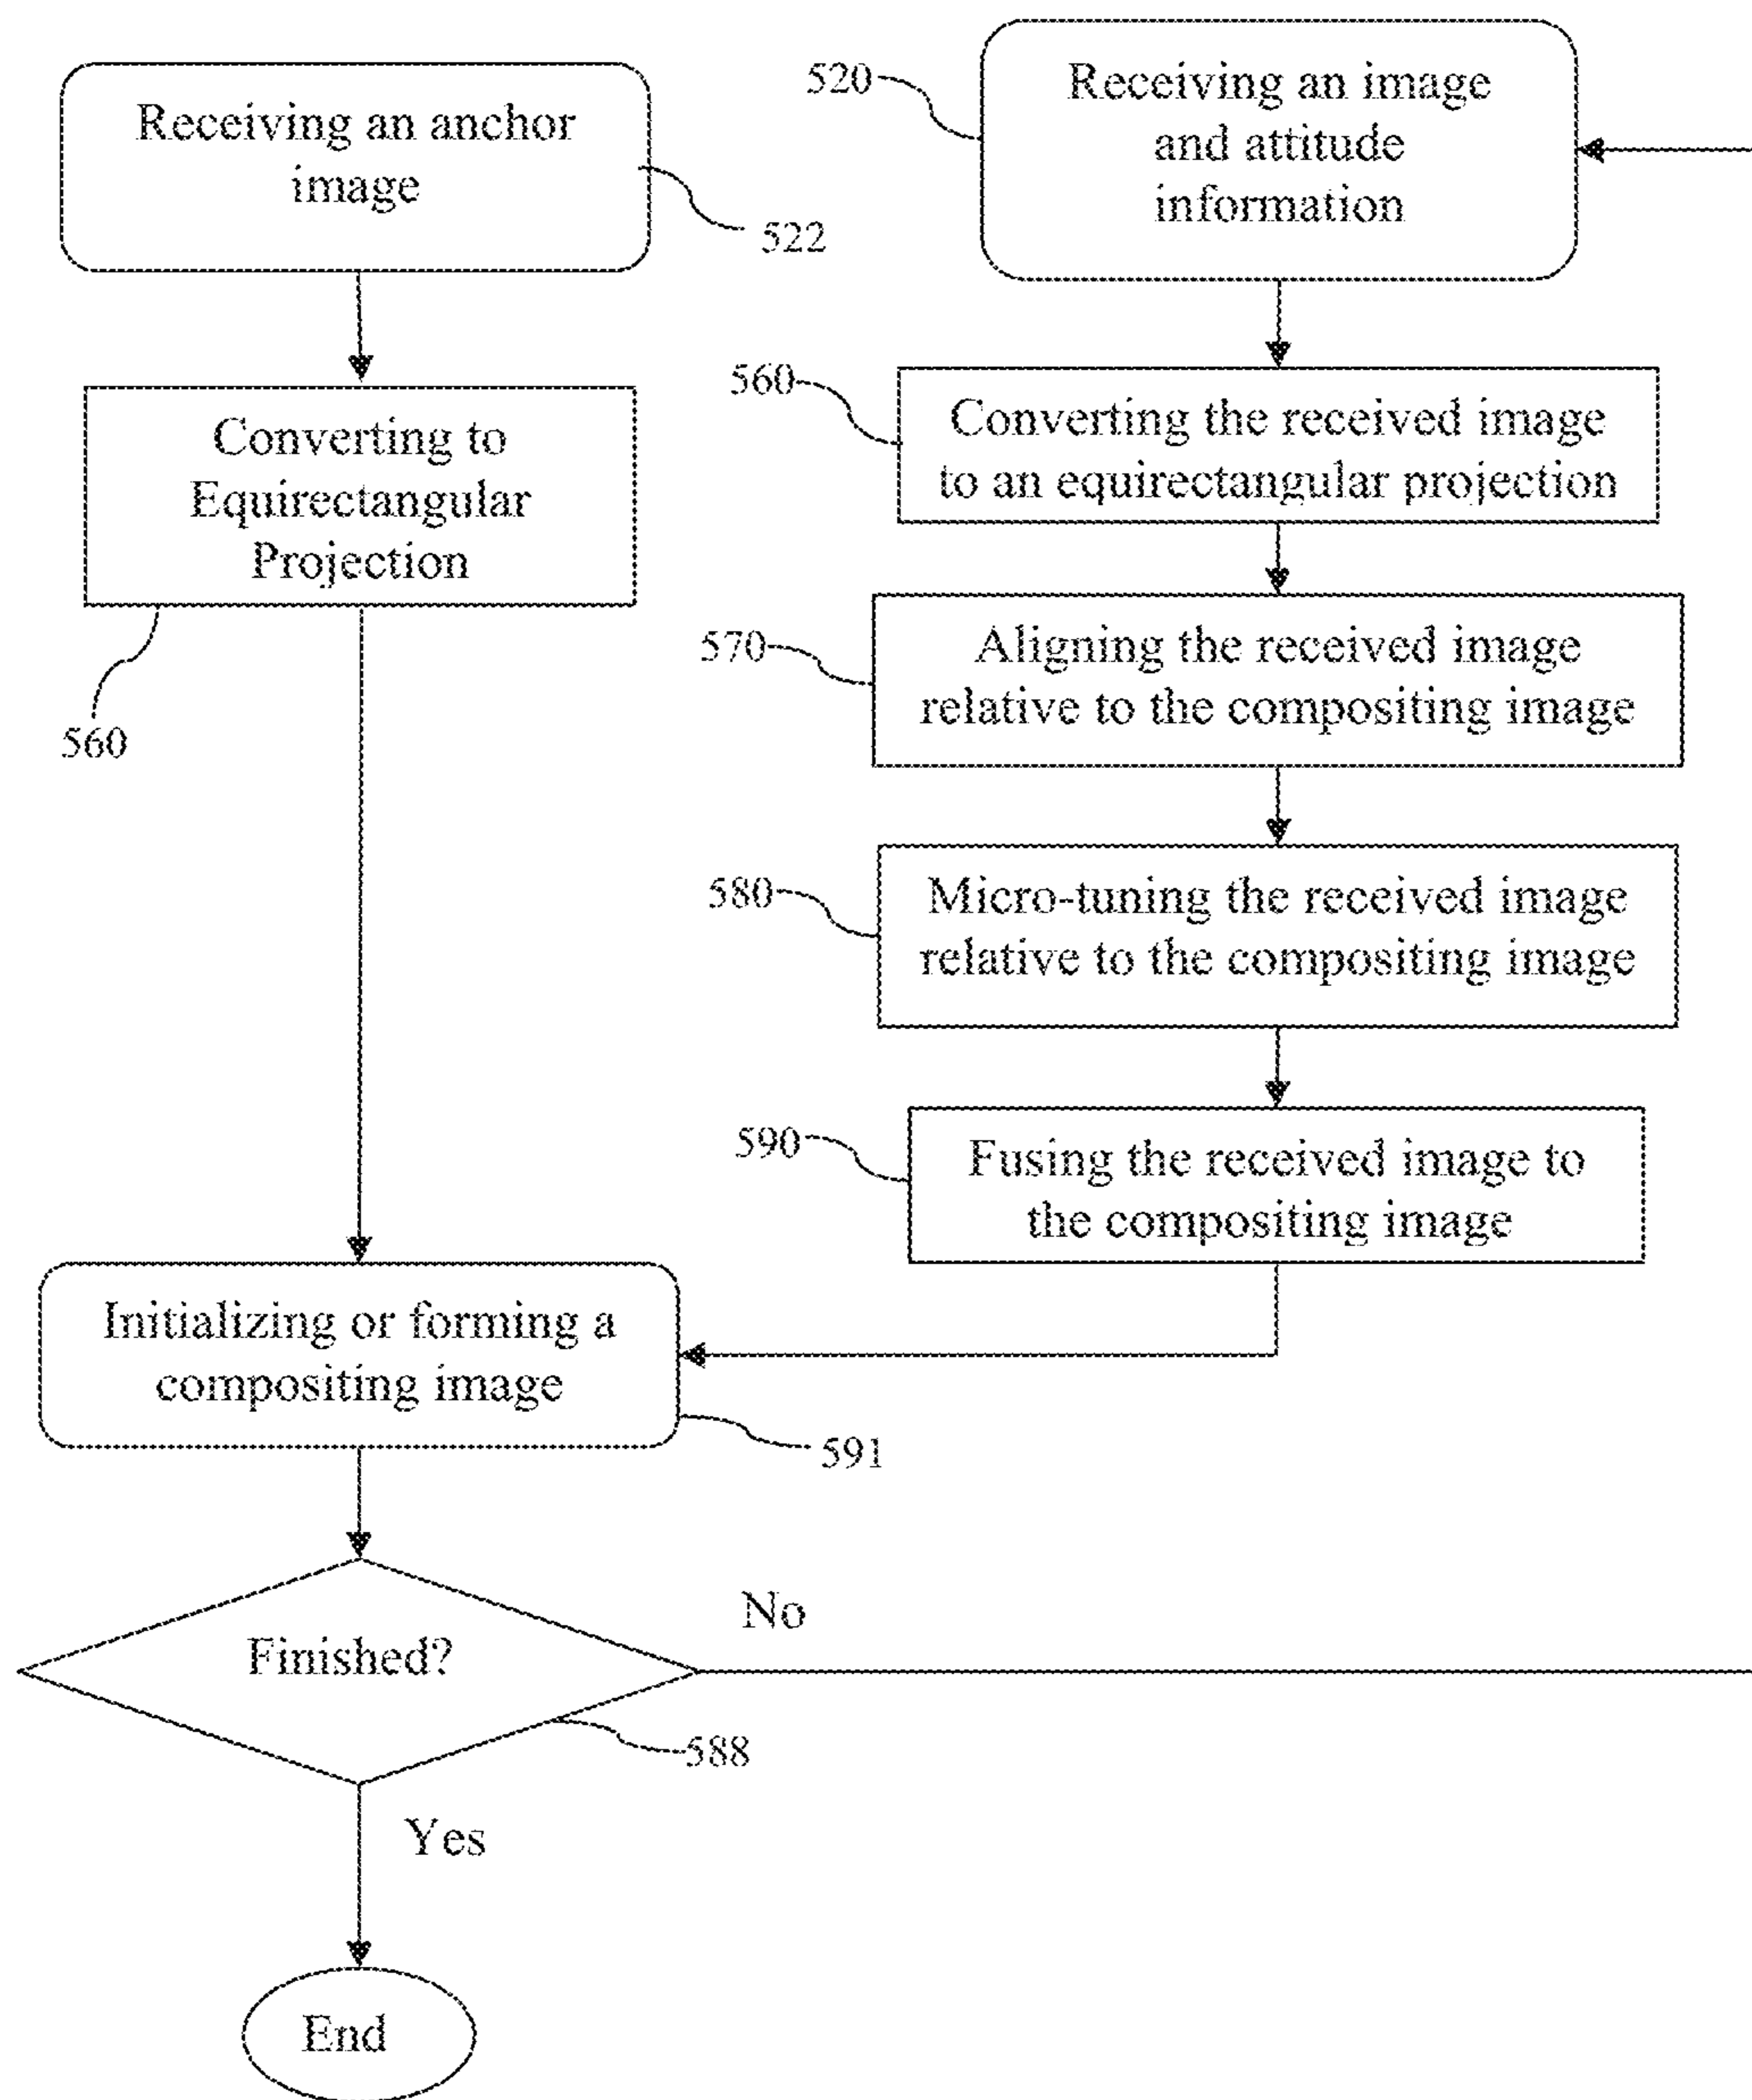 Receiving an anchor
image
522
Converting to
Equirectangular
Projection
560
520
Receiving an image
and attitude
information
560
Converting the received image
to an equirectangular projection
570
Aligning the received image
relative to the compositing image
580
Micro-tuning the received image
relative to the compositing image
590
Fusing the received image to
the compositing image
Initializing or forming a
compositing image
591
Finished?
No
588
Yes
End